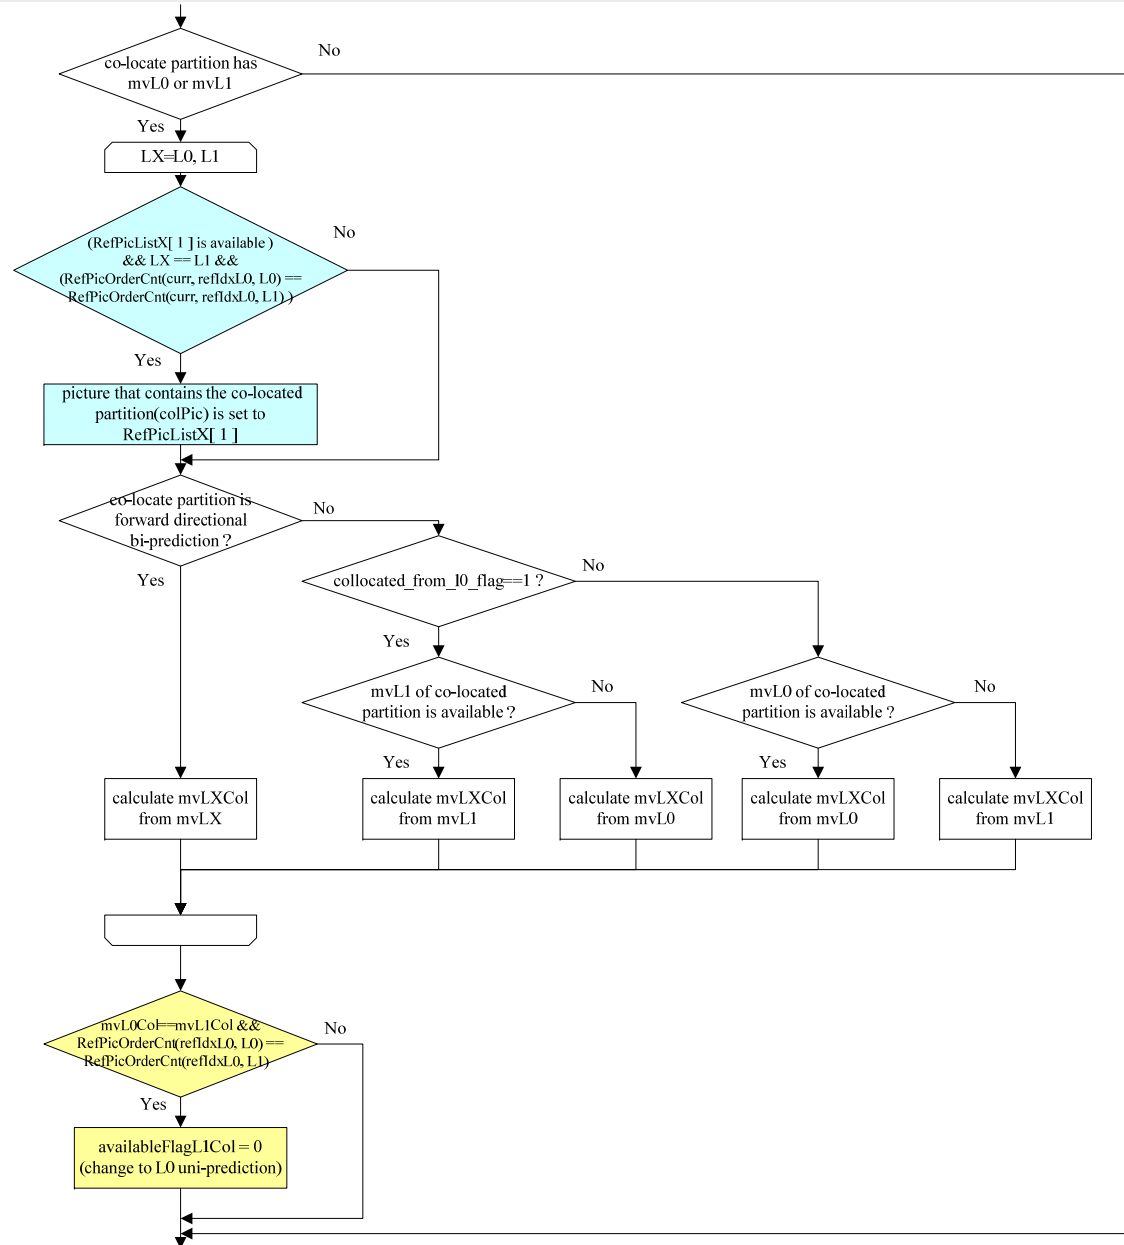 No
co-locate partition has
mvL0 or mvL1
Yes
LX=L0, L1
No
(RefPicListX[ 1 ] is available )
&& LX == L1 &&
(RefPicOrderCnt(curr, refIdxL0, L0) ==
RefPicOrderCnt(curr, refIdxL0, L1) )
Yes
picture that contains the co-located
partition(colPic) is set to
RefPicListX[ 1 ]
co-locate partition is
forward directional
bi-prediction ?
No
Yes
collocated_from_l0_flag==1 ?
No
Yes
mvL1 of co-located
partition is available ?
No
mvL0 of co-located
partition is available ?
No
Yes
Yes
calculate mvLXCol
from mvLX
calculate mvLXCol
from mvL1
calculate mvLXCol
from mvL0
calculate mvLXCol
from mvL0
calculate mvLXCol
from mvL1
mvL0Col==mvL1Col &&
RefPicOrderCnt(refIdxL0, L0) ==
RefPicOrderCnt(refIdxL0, L1)
No
Yes
availableFlagL1Col = 0
(change to L0 uni-prediction)